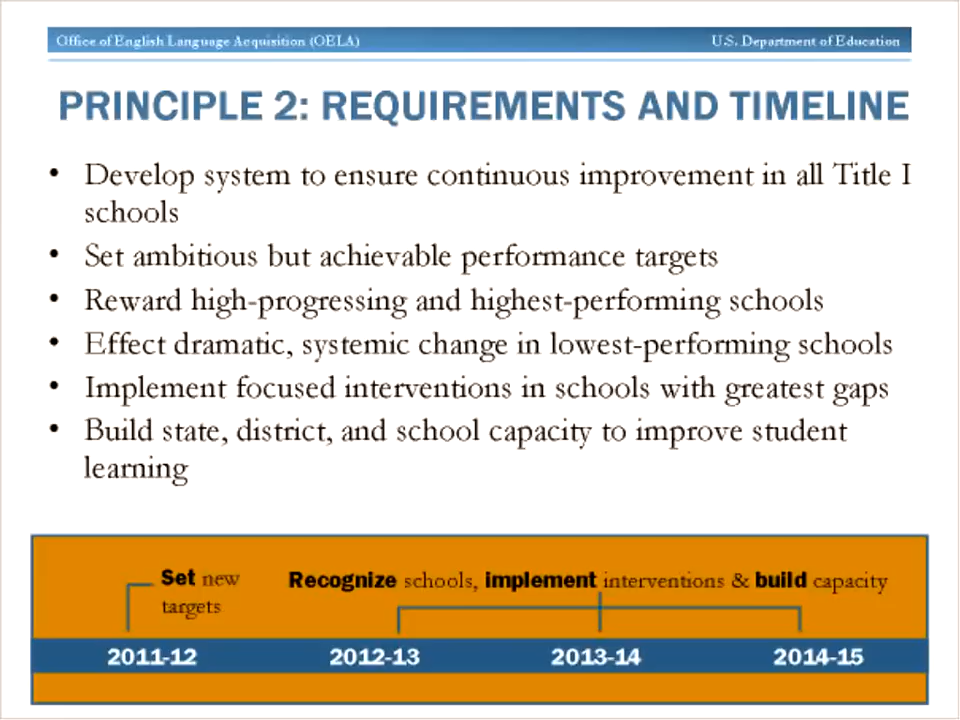 Office of English Language Acquisition (OELA) U.S. Department of Education
PRINCIPLE 2: REQUIREMENTS AND TIMELINE
• Develop system to ensure continuous improvement in all Title I
schools
• Set ambitious but achievable performance targets
• Reward high-progressing and highest-performing schools
• Effect dramatic, systemic change in lowest-performing schools
• Implement focused interventions in schools with greatest gaps
• Build state, district, and school capacity to improve student
learning
Set new
targets
Recognize schools, implement interventions & build capacity
2011-12 2012-13 2013-14 2014-15